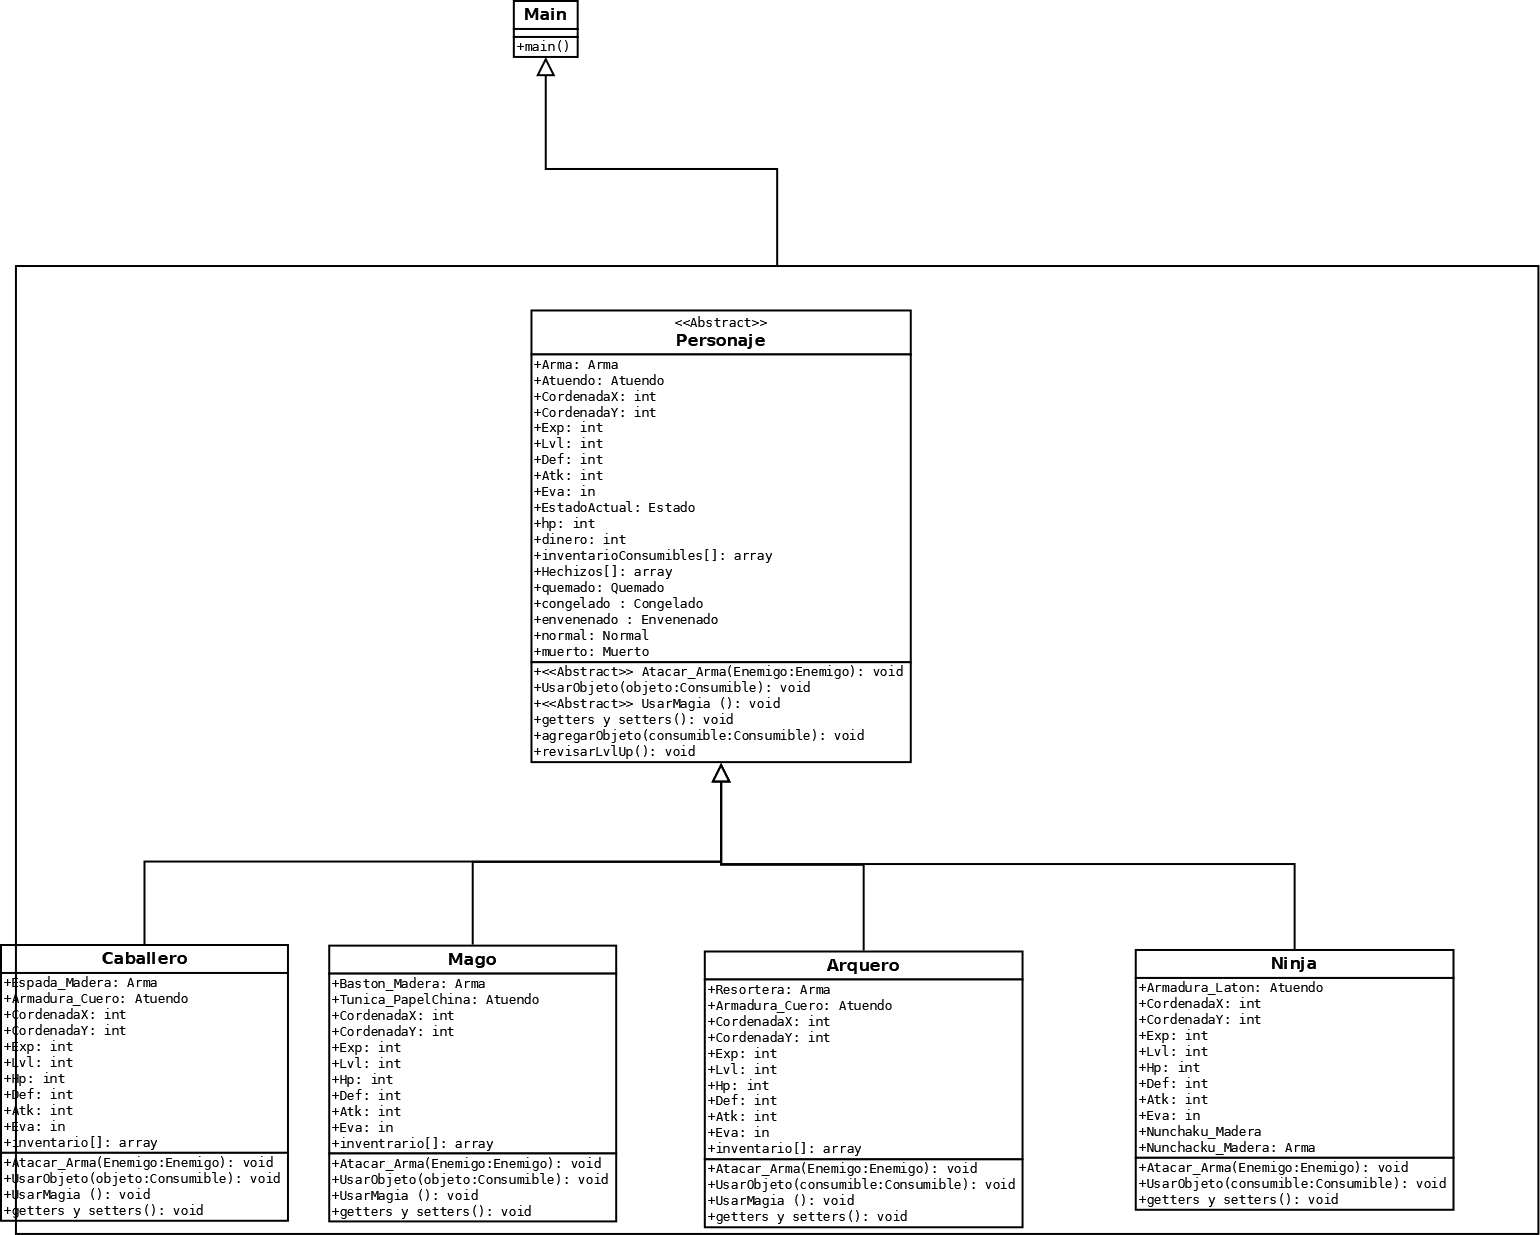 Main
+main()
<<Abstract>>
Personaje
+Arma: Arma
+Atuendo: Atuendo
+CordenadaX: int
+CordenadaY: int
+Exp: int
+Lvl: int
+Def: int
+Atk: int
+Eva: in
+EstadoActual: Estado
+hp: int
+dinero: int
+inventarioConsumibles[]: array
+Hechizos[]: array
+quemado: Quemado
+congelado : Congelado
+envenenado : Envenenado
+normal: Normal
+muerto: Muerto
+<<Abstract>> Atacar_Arma(Enemigo:Enemigo): void
+UsarObjeto(objeto:Consumible): void
+<<Abstract>> UsarMagia (): void
+getters y setters(): void
+agregarObjeto(consumible:Consumible): void
+revisarLvlUp(): void
Caballero
+Espada_Madera: Arma
+Armadura_Cuero: Atuendo
+CordenadaX: int
+CordenadaY: int
+Exp: int
+Lvl: int
+Hp: int
+Def: int
+Atk: int
+Eva: in
+inventario[]: array
+Atacar_Arma(Enemigo:Enemigo): void
+UsarObjeto(objeto:Consumible): void
+UsarMagia (): void
+getters y setters(): void
Mago
+Baston_Madera: Arma
+Tunica_PapelChina: Atuendo
+CordenadaX: int
+CordenadaY: int
+Exp: int
+Lvl: int
+Hp: int
+Def: int
+Atk: int
+Eva: in
+inventrario[]: array
+Atacar_Arma(Enemigo:Enemigo): void
+UsarObjeto(objeto:Consumible): void
+UsarMagia (): void
+getters y setters(): void
Arquero
+Resortera: Arma
+Armadura_Cuero: Atuendo
+CordenadaX: int
+CordenadaY: int
+Exp: int
+Lvl: int
+Hp: int
+Def: int
+Atk: int
+Eva: in
+inventario[]: array
+Atacar_Arma(Enemigo:Enemigo): void
+UsarObjeto(consumible:Consumible): void
+UsarMagia (): void
+getters y setters(): void
Ninja
+Armadura_Laton: Atuendo
+CordenadaX: int
+CordenadaY: int
+Exp: int
+Lvl: int
+Hp: int
+Def: int
+Atk: int
+Eva: in
+Nunchaku_Madera
+Nunchacku_Madera: Arma
+Atacar_Arma(Enemigo:Enemigo): void
+UsarObjeto(consumible:Consumible): void
+getters y setters(): void